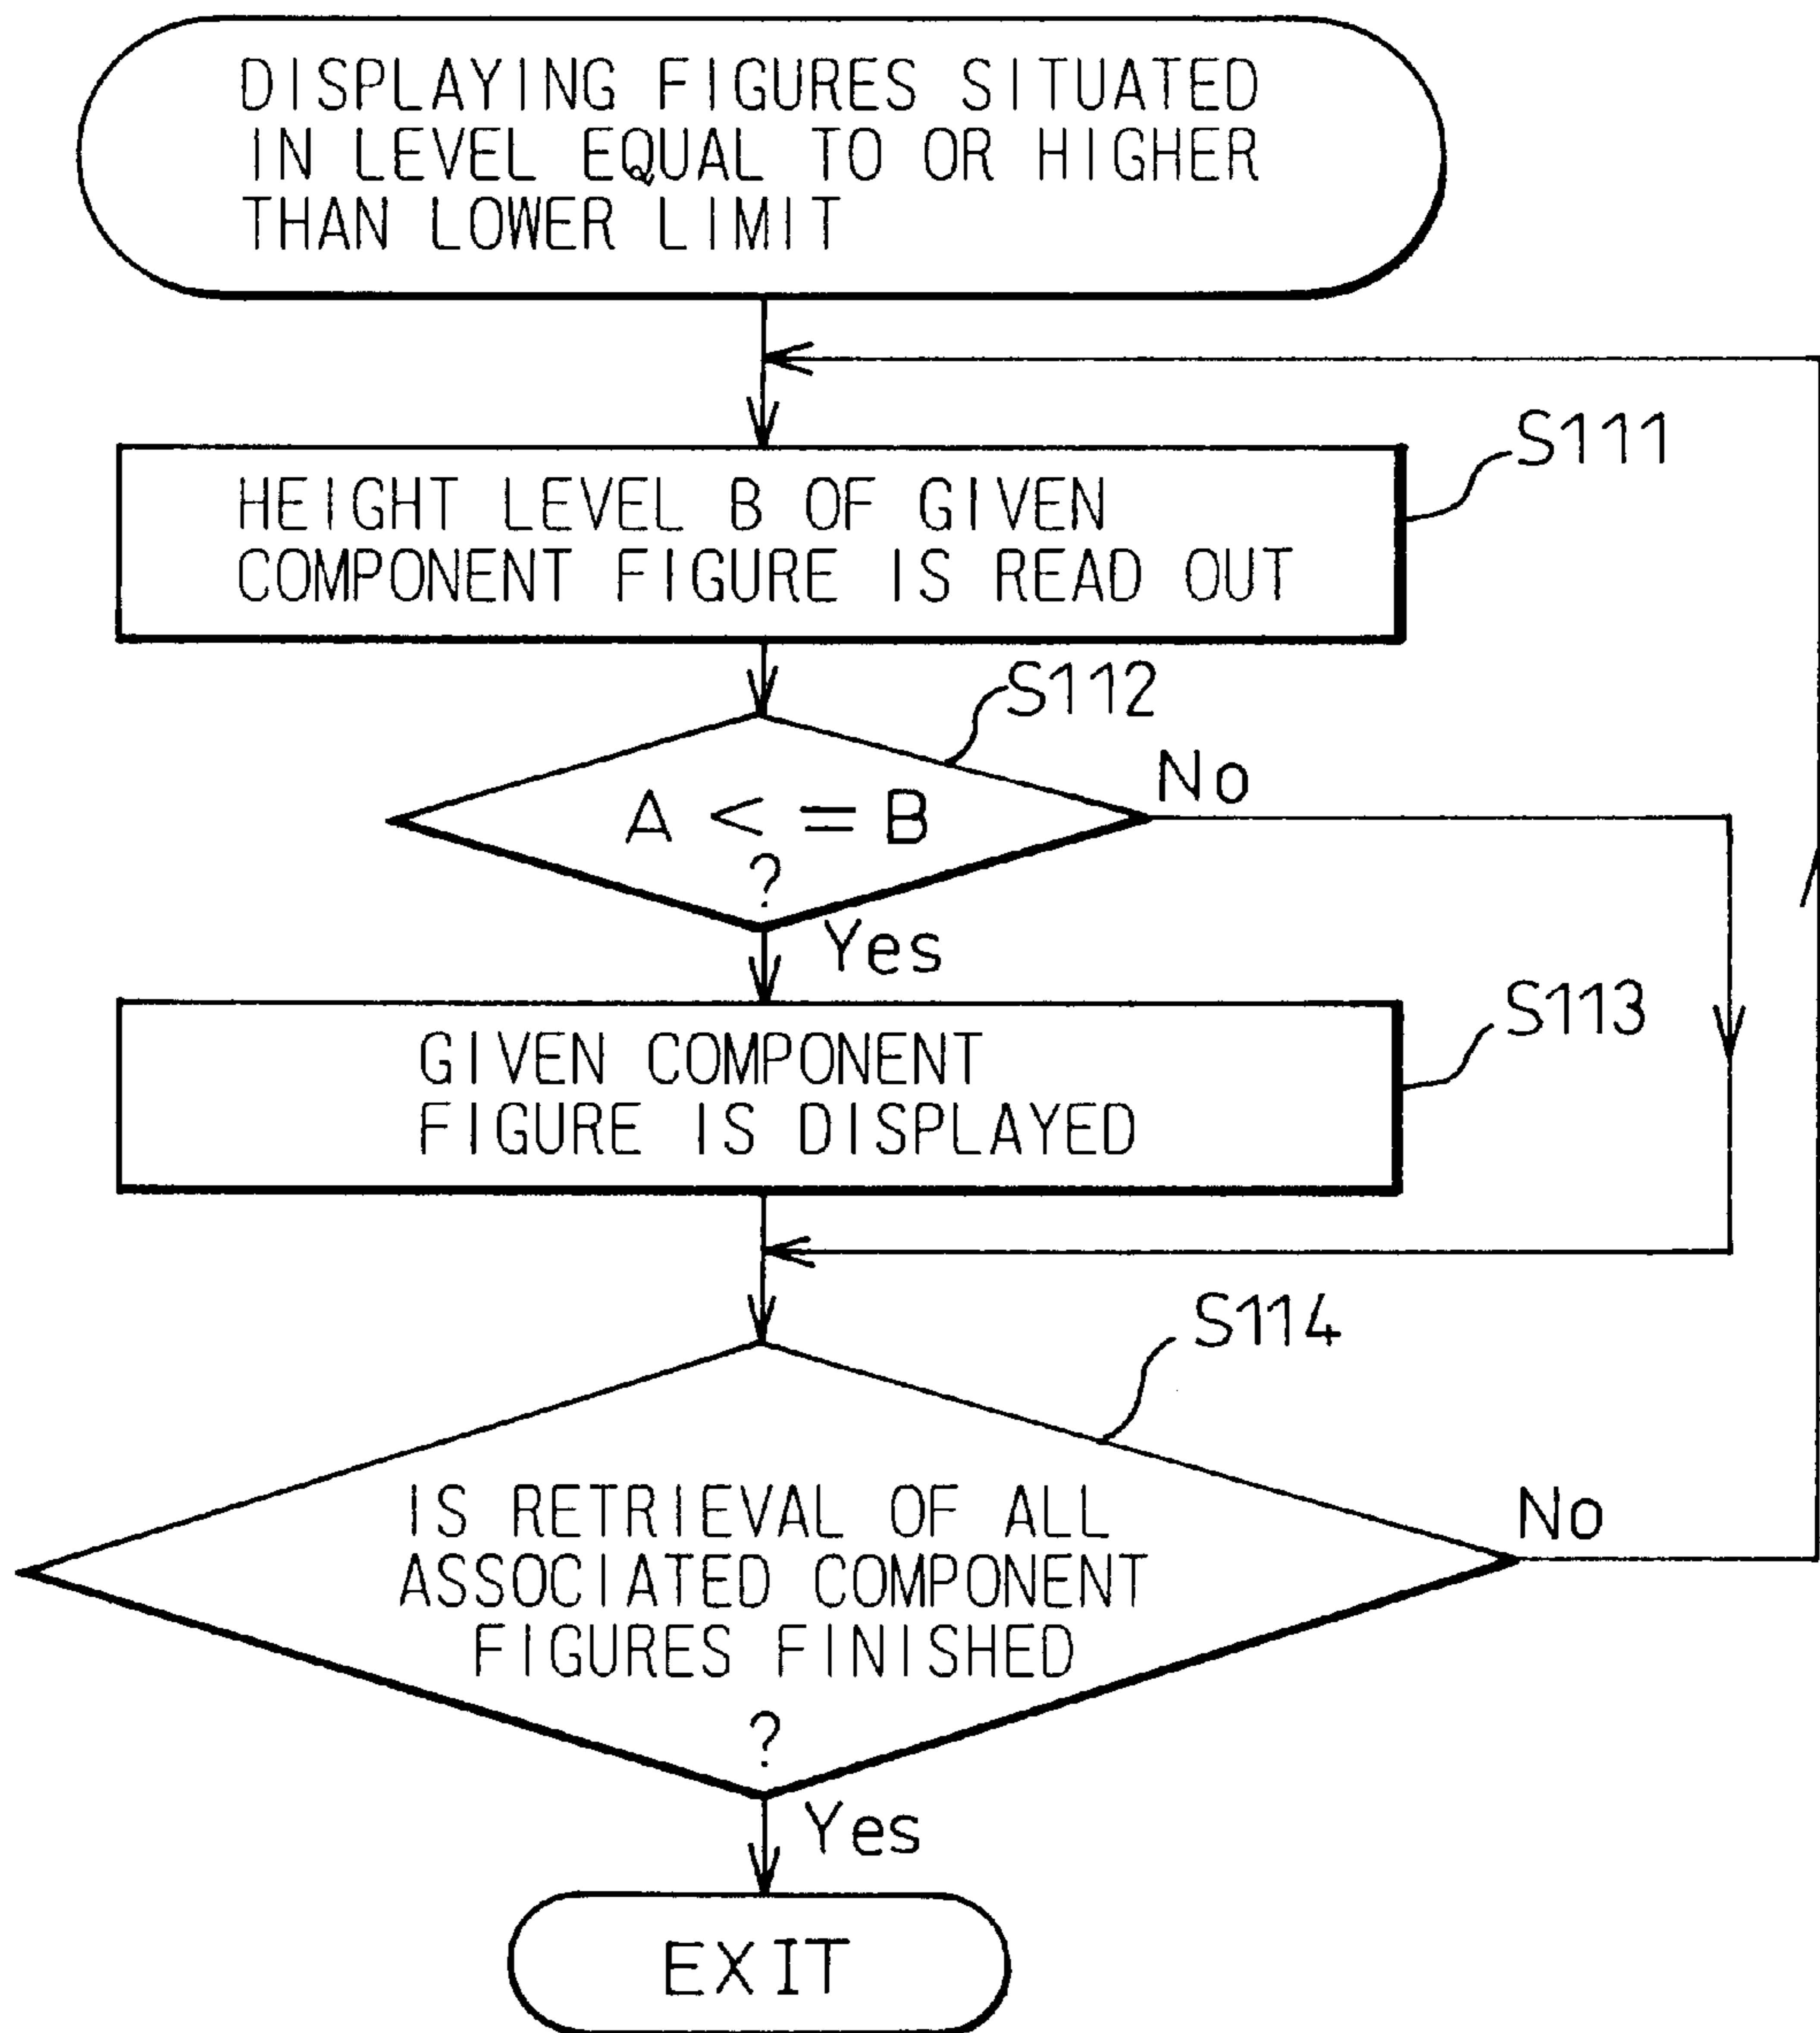 DISPLAYING FIGURES SITUATED
IN LEVEL EQUAL TO OR HIGHER
THAN LOWER LIMIT
S111
HEIGHT LEVEL B OF GIVEN
COMPONENT FIGURE IS READ OUT
S112
No
A < = B
?
Yes
S113
GIVEN COMPONENT
FIGURE IS DISPLAYED
S114
No
IS RETRIEVAL OF ALL
ASSOCIATED COMPONENT
FIGURES FINISHED
?
Yes
EXIT